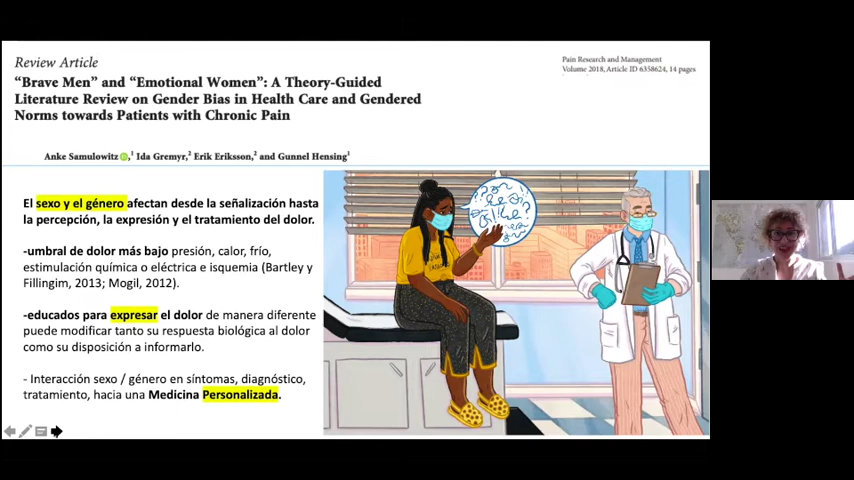 Review Article
Pain Research and Management
Volume 2018, Article ID 6358624, 14 pages
“Brave Men” and “Emotional Women”: A Theory-Guided
Literature Review on Gender Bias in Health Care and Gendered
Norms towards Patients with Chronic Pain
Anke Samulowitz,¹ Ida Gremyr,² Erik Eriksson,² and Gunnel Hensing¹
El sexo y el género afectan desde la señalización hasta
la percepción, la expresión y el tratamiento del dolor.
-umbral de dolor más bajo presión, calor, frío,
estimulación química o eléctrica e isquemia (Bartley y
Fillingim, 2013; Mogil, 2012).
-educados para expresar el dolor de manera diferente
puede modificar tanto su respuesta biológica al dolor
como su disposición a informarlo.
- Interacción sexo / género en síntomas, diagnóstico,
tratamiento, hacia una Medicina Personalizada.